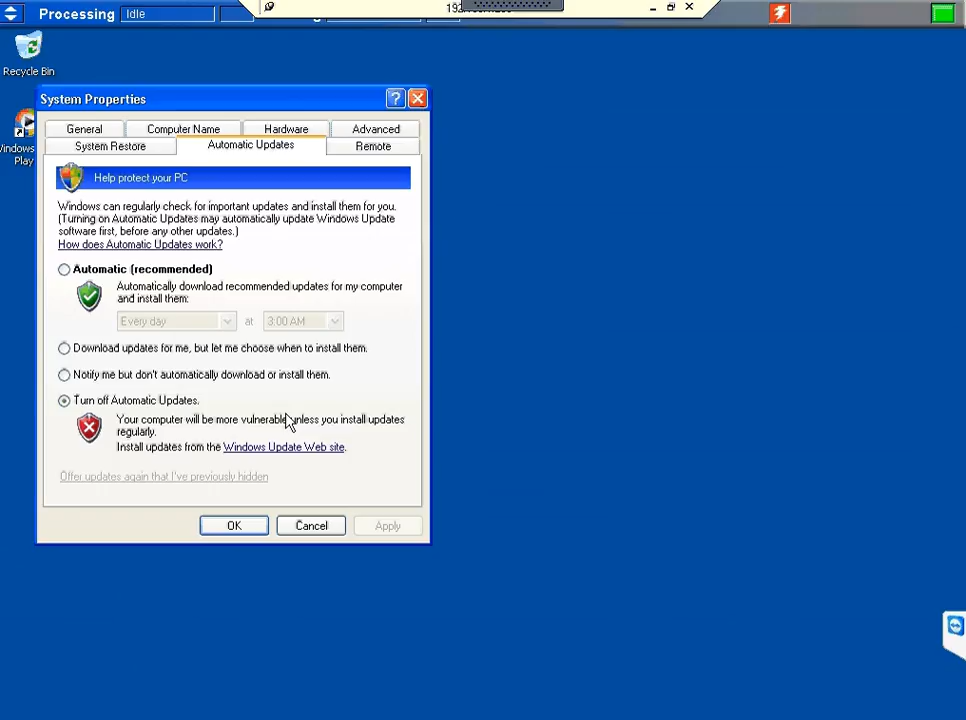 Processing Idle
Recycle Bin
System Properties
General
Computer Name
Hardware
Advanced
System Restore
Automatic Updates
Remote
Help protect your PC
Windows can regularly check for important updates and install them for you.
(Turning on Automatic Updates may automatically update Windows Update
software first, before any other updates.)
How does Automatic Updates work?
Automatic (recommended)
Automatically download recommended updates for my computer
and install them:
Every day at 3:00 AM
Download updates for me, but let me choose when to install them.
Notify me but don't automatically download or install them.
Turn off Automatic Updates.
Your computer will be more vulnerable unless you install updates
regularly.
Install updates from the Windows Update Web site.
Offer updates again that I've previously hidden
OK
Cancel
Apply
Play